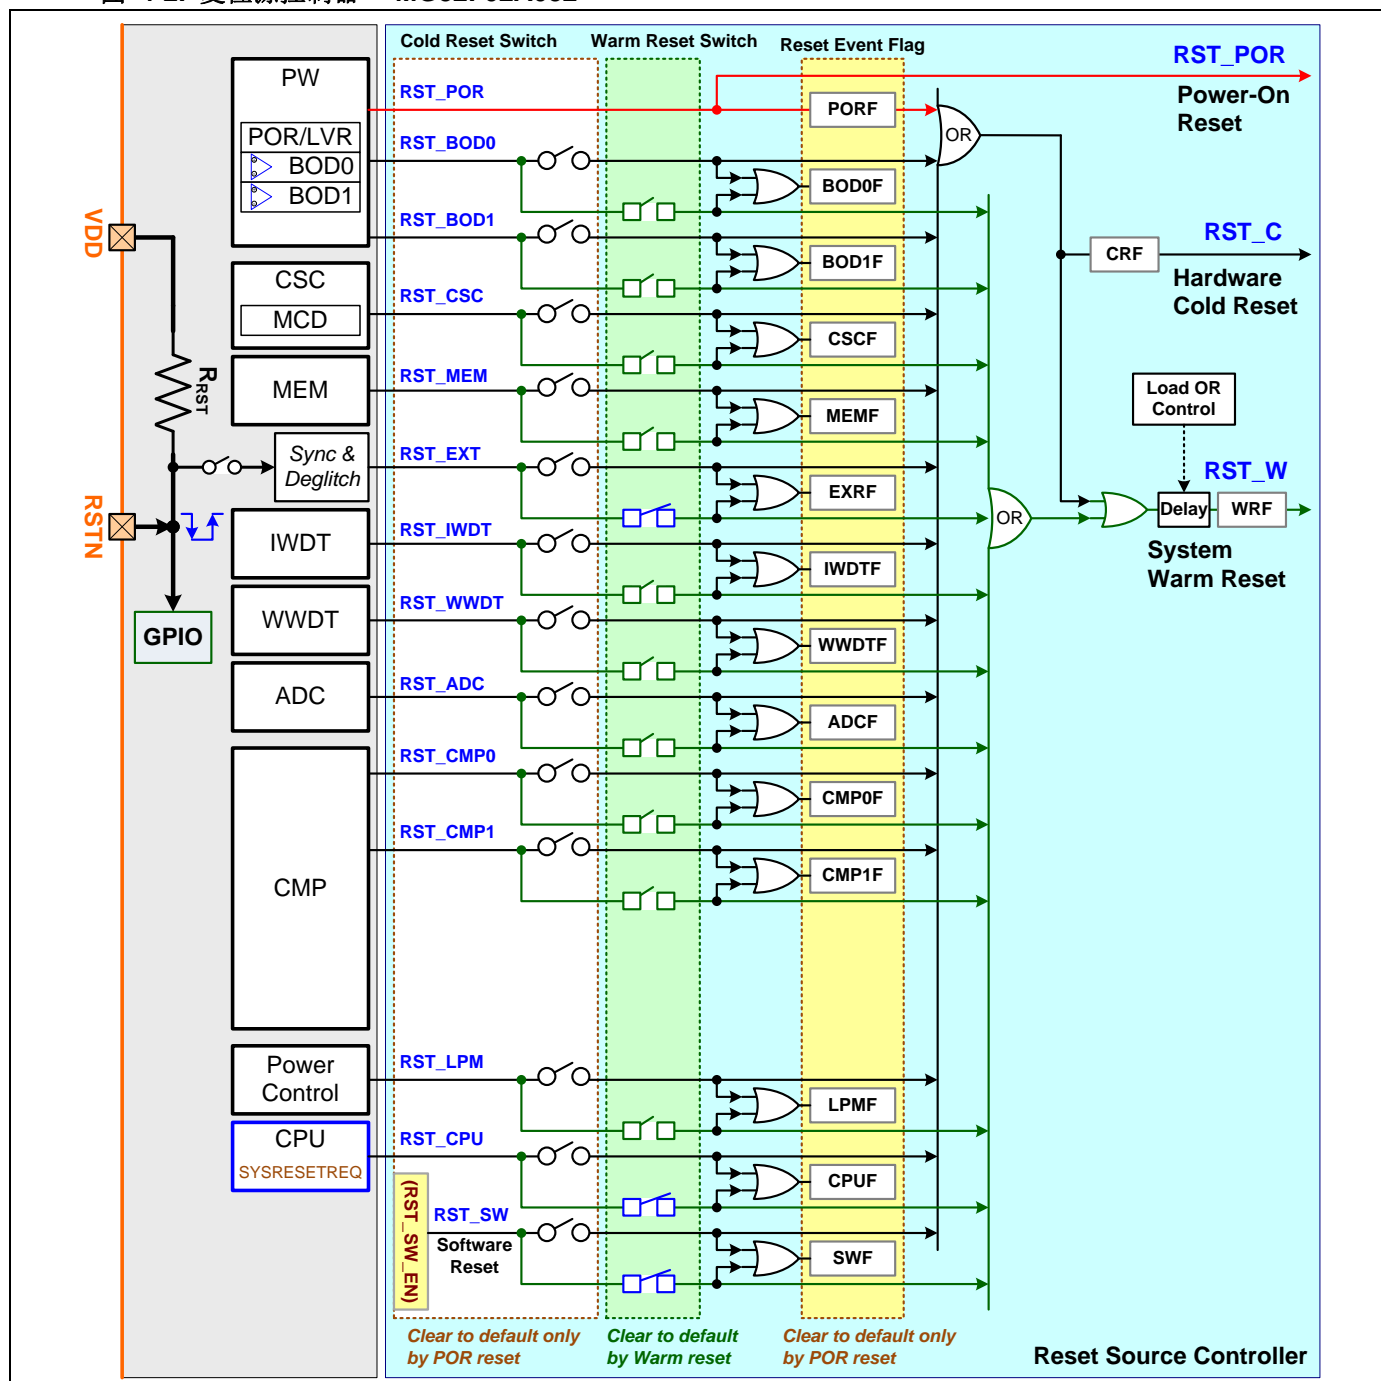 Cold Reset Switch
Warm Reset Switch
Reset Event Flag
RST_POR
Power-On
Reset
PW
POR/LVR
BOD0
BOD1
RST_POR
PORF
OR
RST_BOD0
BOD0F
RST_BOD1
BOD1F
VDD
CRF
RST_C
Hardware
Cold Reset
CSC
MCD
RST_CSC
CSCF
RRST
MEM
RST_MEM
MEMF
Load OR
Control
Sync &
Deglitch
RST_EXT
EXRF
RSTN
OR
Delay
WRF
RST_W
System
Warm Reset
IWDT
RST_IWDT
IWDTF
GPIO
WWDT
RST_WWDT
WWDTF
ADC
RST_ADC
ADCF
CMP
RST_CMP0
CMP0F
RST_CMP1
CMP1F
Power
Control
RST_LPM
LPMF
CPU
SYSRESETREQ
RST_CPU
CPUF
(RST_SW_EN)
RST_SW
Software
Reset
SWF
Clear to default only
by POR reset
Clear to default
by Warm reset
Clear to default only
by POR reset
Reset Source Controller